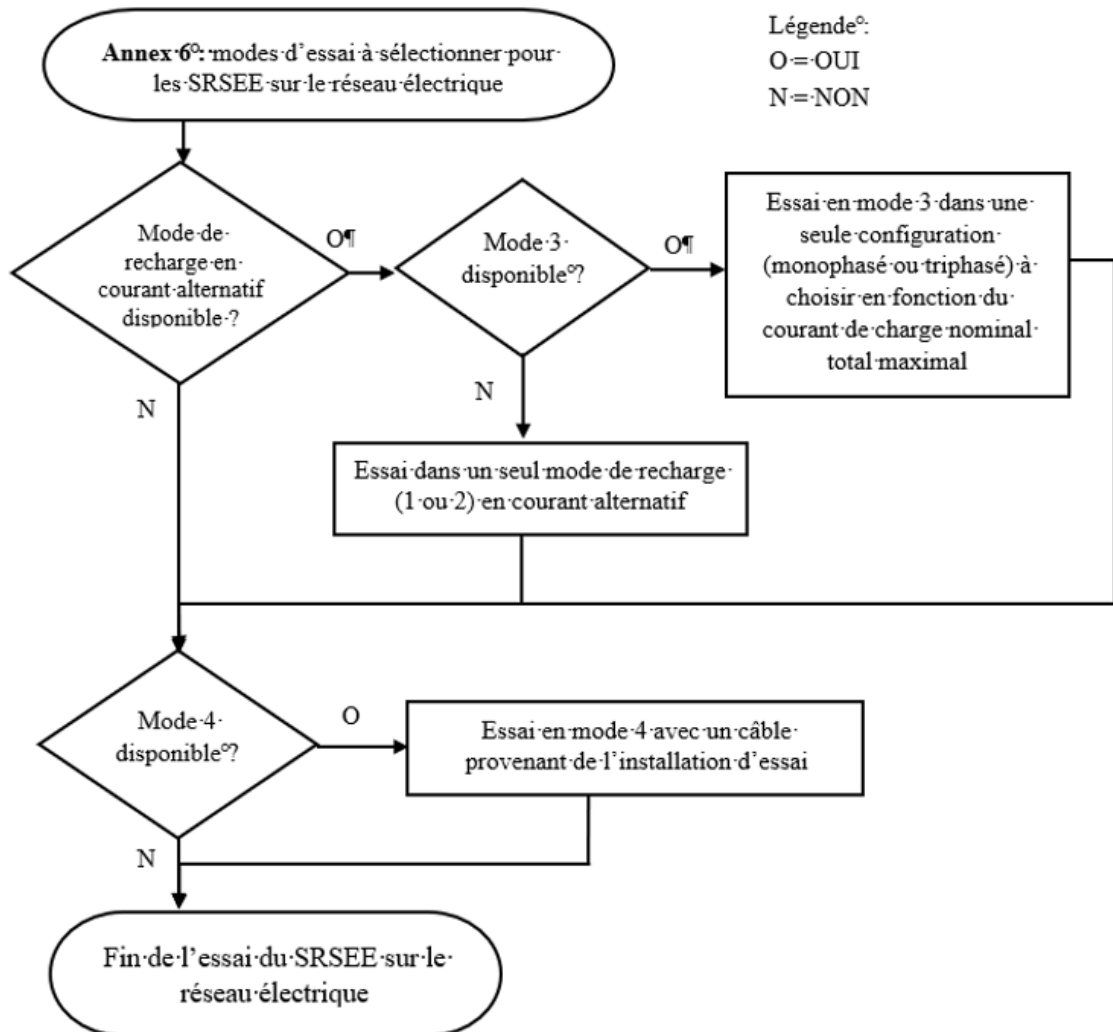 Annex 6°: modes d'essai à sélectionner pour
les SRSEE sur le réseau électrique
Légende°:
O = OUI
N = NON
Mode de
recharge en
courant alternatif
disponible ?
O¶
Mode 3
disponible°?
O¶
Essai en mode 3 dans une
seule configuration
(monophasé ou triphasé) à
choisir en fonction du
courant de charge nominal
total maximal
N
N
Essai dans un seul mode de recharge
(1 ou 2) en courant alternatif
Mode 4
disponible°?
O
Essai en mode 4 avec un câble
provenant de l'installation d'essai
N
Fin de l'essai du SRSEE sur le
réseau électrique